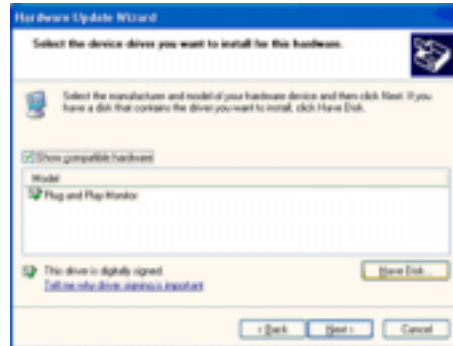 Hardware Update Wizard
Select the device driver you want to install for this hardware.
Select the manufacturer and model of your hardware device and then click Next. If you
have a disk that contains the driver you want to install, click Have Disk.
Show compatible hardware
Model
Plug and Play Monitor
This driver is digitally signed.
Have Disk...
Tell me why driver signing is important
< Back
Next >
Cancel